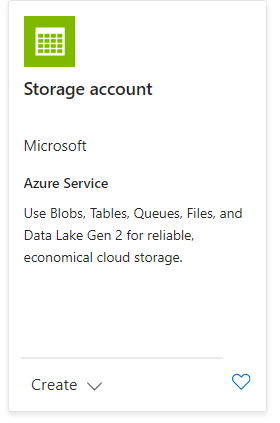 Storage account
Microsoft
Azure Service
Use Blobs, Tables, Queues, Files, and
Data Lake Gen 2 for reliable,
economical cloud storage.
Create